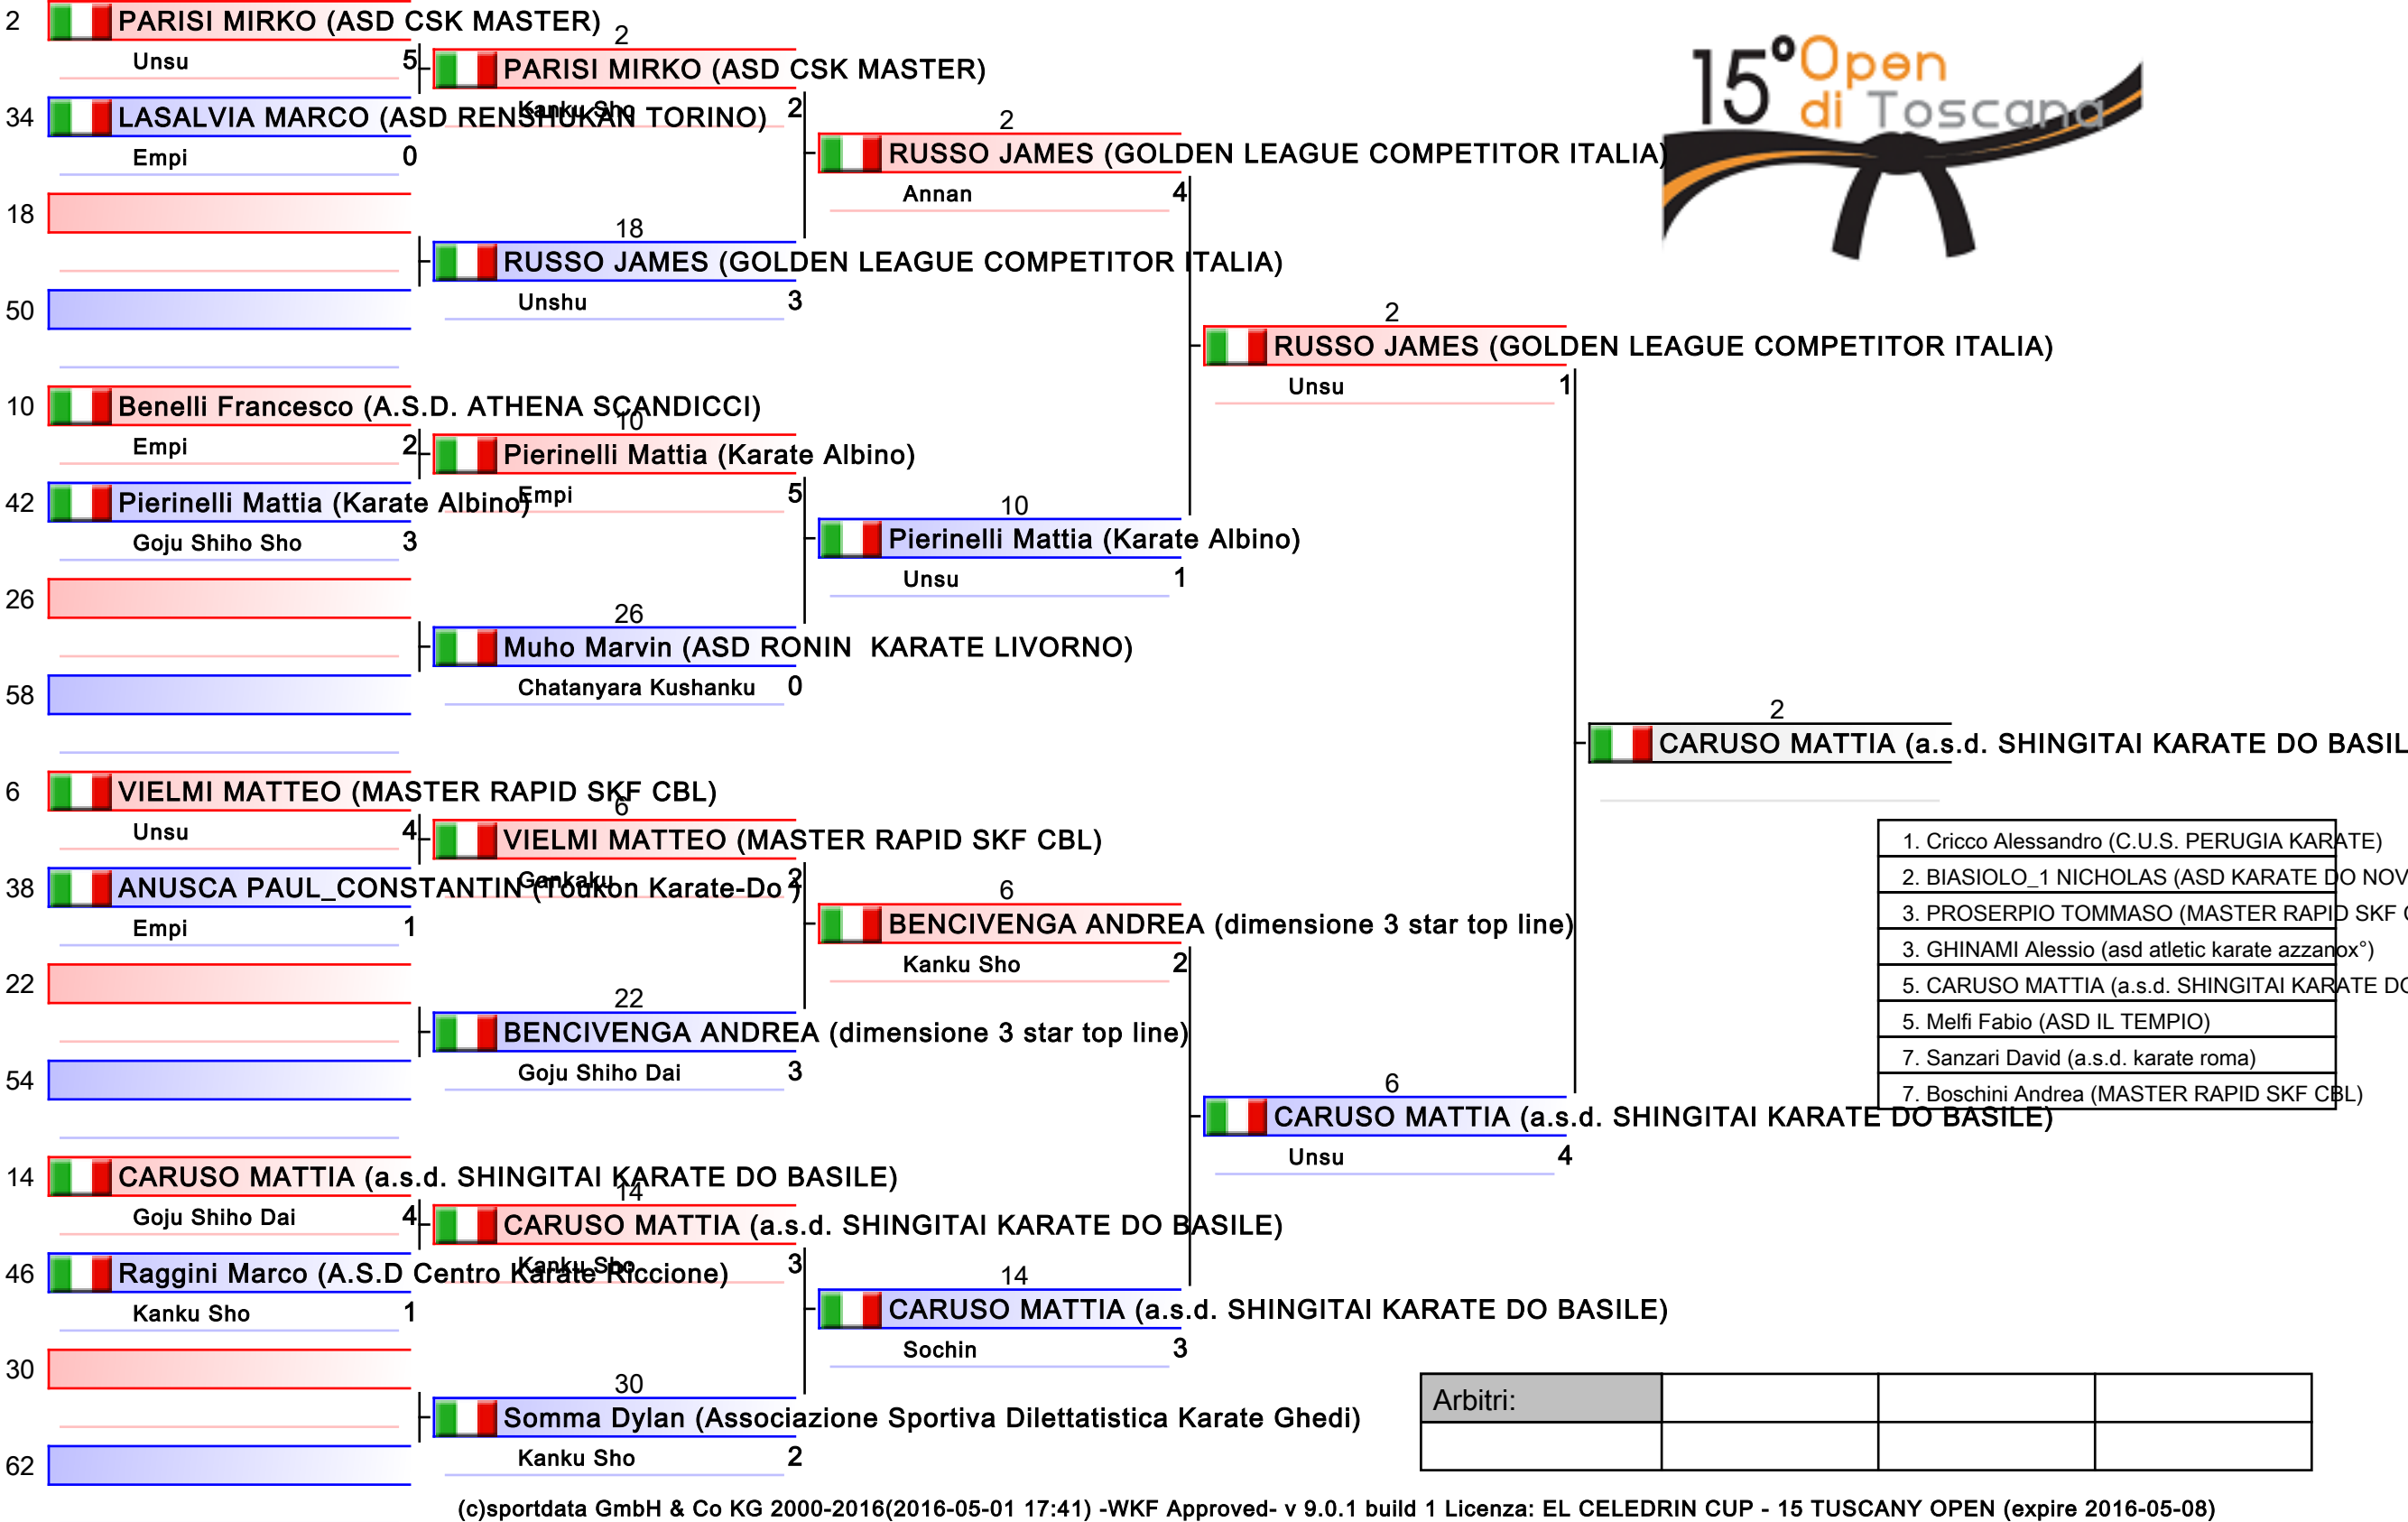 2 PARISI MIRKO (ASD CSK MASTER)
Unsu 5
34 LASALVIA MARCO (ASD RENSHUKAN TORINO)
Empi 0
18
50
10 Benelli Francesco (A.S.D. ATHENA SCANDICCI)
Empi 2
42 Pierinelli Mattia (Karate Albino)
Goju Shiho Sho 3
26
58
6 VIELMI MATTEO (MASTER RAPID SKF CBL)
Unsu 4
38 ANUSCA PAUL_CONSTANTIN (Toukon Karate-Do )
Empi 1
22
54
14 CARUSO MATTIA (a.s.d. SHINGITAI KARATE DO BASILE)
Goju Shiho Dai 4
46 Raggini Marco (A.S.D Centro Karate Riccione)
Kanku Sho 1
30
62
2
PARISI MIRKO (ASD CSK MASTER)
Kanku Sho 2
18
RUSSO JAMES (GOLDEN LEAGUE COMPETITOR ITALIA)
Unshu 3
10
Pierinelli Mattia (Karate Albino)
Empi 5
26
Muho Marvin (ASD RONIN  KARATE LIVORNO)
Chatanyara Kushanku 0
6
VIELMI MATTEO (MASTER RAPID SKF CBL)
Gankaku 2
22
BENCIVENGA ANDREA (dimensione 3 star top line)
Goju Shiho Dai 3
14
CARUSO MATTIA (a.s.d. SHINGITAI KARATE DO BASILE)
Kanku Sho 3
30
Somma Dylan (Associazione Sportiva Dilettatistica Karate Ghedi)
Kanku Sho 2
2
RUSSO JAMES (GOLDEN LEAGUE COMPETITOR ITALIA)
Annan 4
10
Pierinelli Mattia (Karate Albino)
Unsu 1
6
BENCIVENGA ANDREA (dimensione 3 star top line)
Kanku Sho 2
14
CARUSO MATTIA (a.s.d. SHINGITAI KARATE DO BASILE)
Sochin 3
2
RUSSO JAMES (GOLDEN LEAGUE COMPETITOR ITALIA)
Unsu 1
6
CARUSO MATTIA (a.s.d. SHINGITAI KARATE DO BASILE)
Unsu 4
2
CARUSO MATTIA (a.s.d. SHINGITAI KARATE DO BASIL
15° Open
di Toscana
1. Cricco Alessandro (C.U.S. PERUGIA KARATE)
2. BIASIOLO_1 NICHOLAS (ASD KARATE DO NOV
3. PROSERPIO TOMMASO (MASTER RAPID SKF C
3. GHINAMI Alessio (asd atletic karate azzanox°)
5. CARUSO MATTIA (a.s.d. SHINGITAI KARATE DO
5. Melfi Fabio (ASD IL TEMPIO)
7. Sanzari David (a.s.d. karate roma)
7. Boschini Andrea (MASTER RAPID SKF CBL)
Arbitri:
(c)sportdata GmbH & Co KG 2000-2016(2016-05-01 17:41) -WKF Approved- v 9.0.1 build 1 Licenza: EL CELEDRIN CUP - 15 TUSCANY OPEN (expire 2016-05-08)